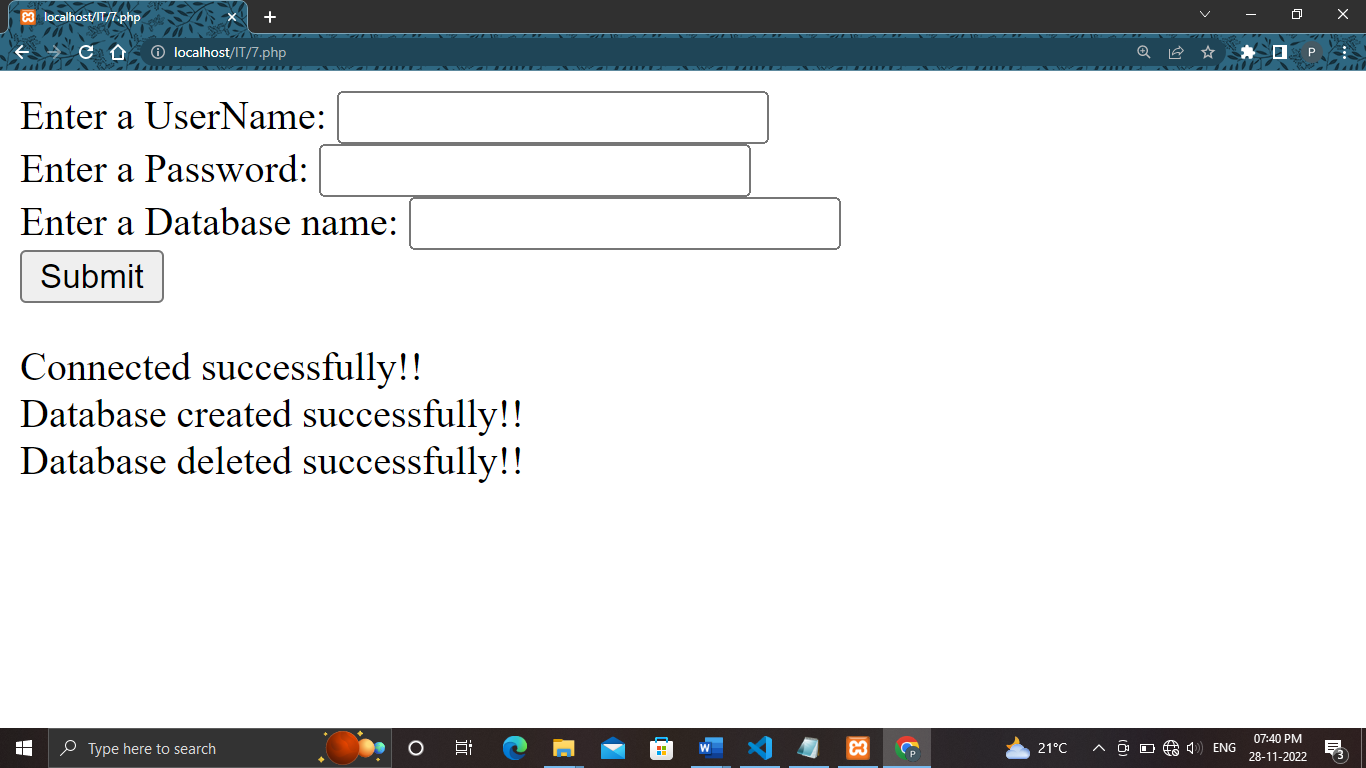 localhost/IT/7.php
localhost/IT/7.php
P
Enter a UserName:
Enter a Password:
Enter a Database name:
Submit
Connected successfully!!
Database created successfully!!
Database deleted successfully!!
Type here to search
W
P
21°C
ENG
07:40 PM
28-11-2022
3